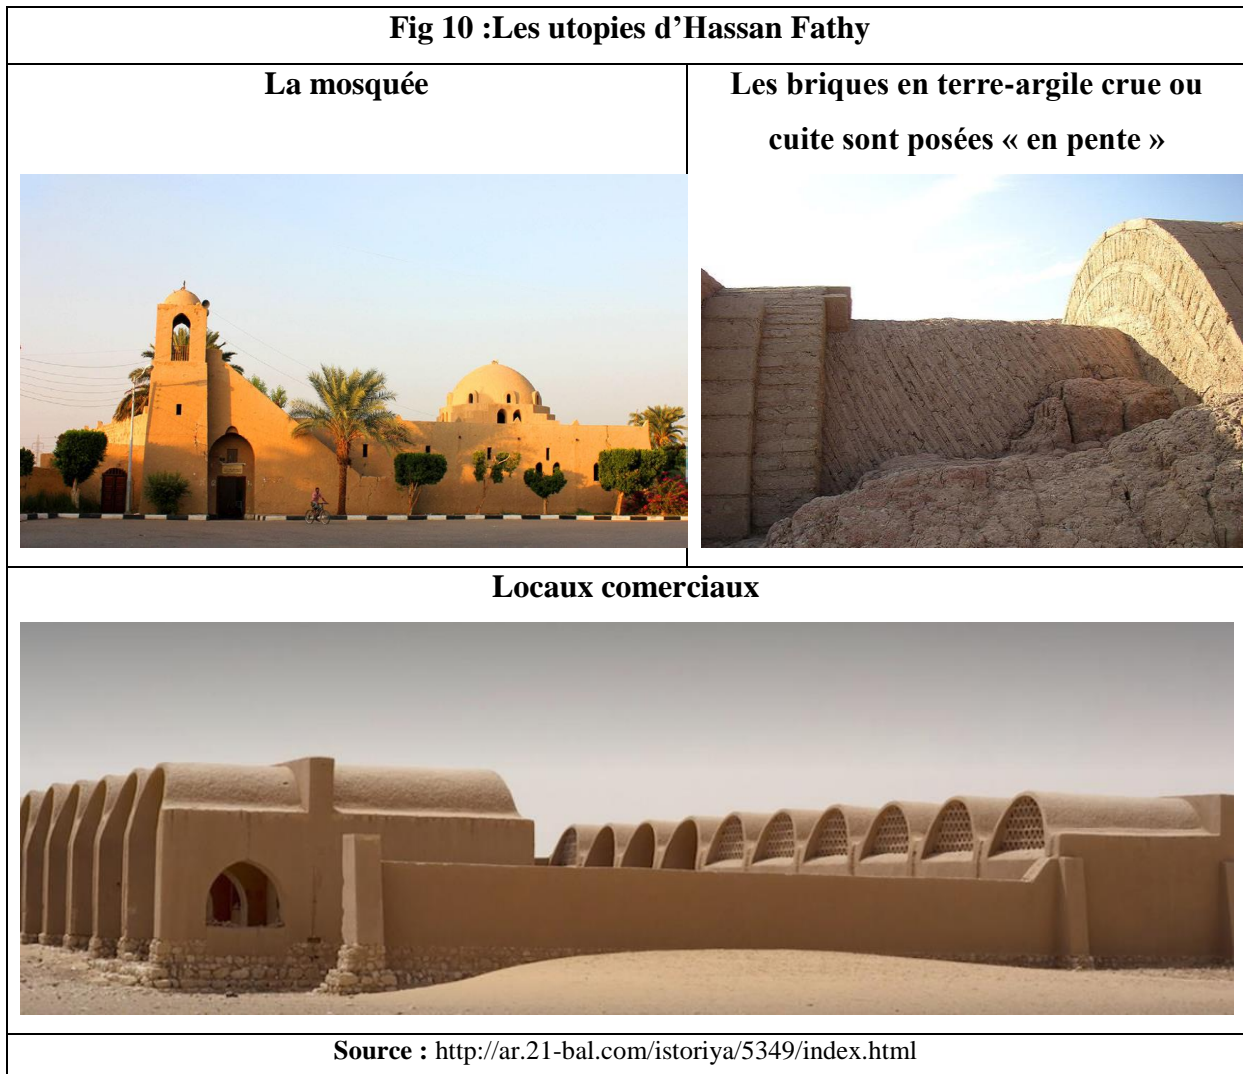 Fig 10 :Les utopies d’Hassan Fathy
La mosquée
Les briques en terre-argile crue ou
cuite sont posées « en pente »
Locaux comerciaux
Source : http://ar.21-bal.com/istoriya/5349/index.html